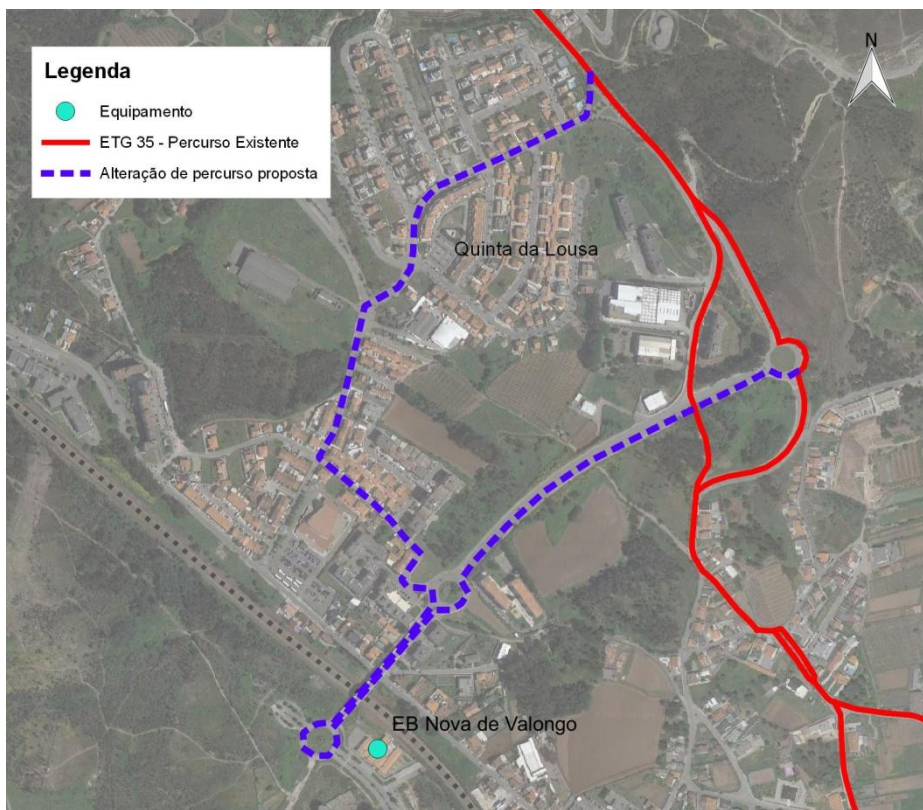 Legenda
Equipamento
ETG 35 - Percurso Existente
Alteração de percurso proposta
N
Quinta da Lousa
EB Nova de Valongo